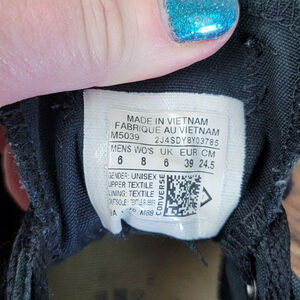 MADE IN VIETNAM
FABRIQUE AU VIETNAM
M5039 2J4SDY8Y03785
MENS WO'S UK EUR CM
6 8 6 39 24.5
GENDER: UNISEX
UPPER: TEXTILE
LINING: TEXTILE
CONVERSE